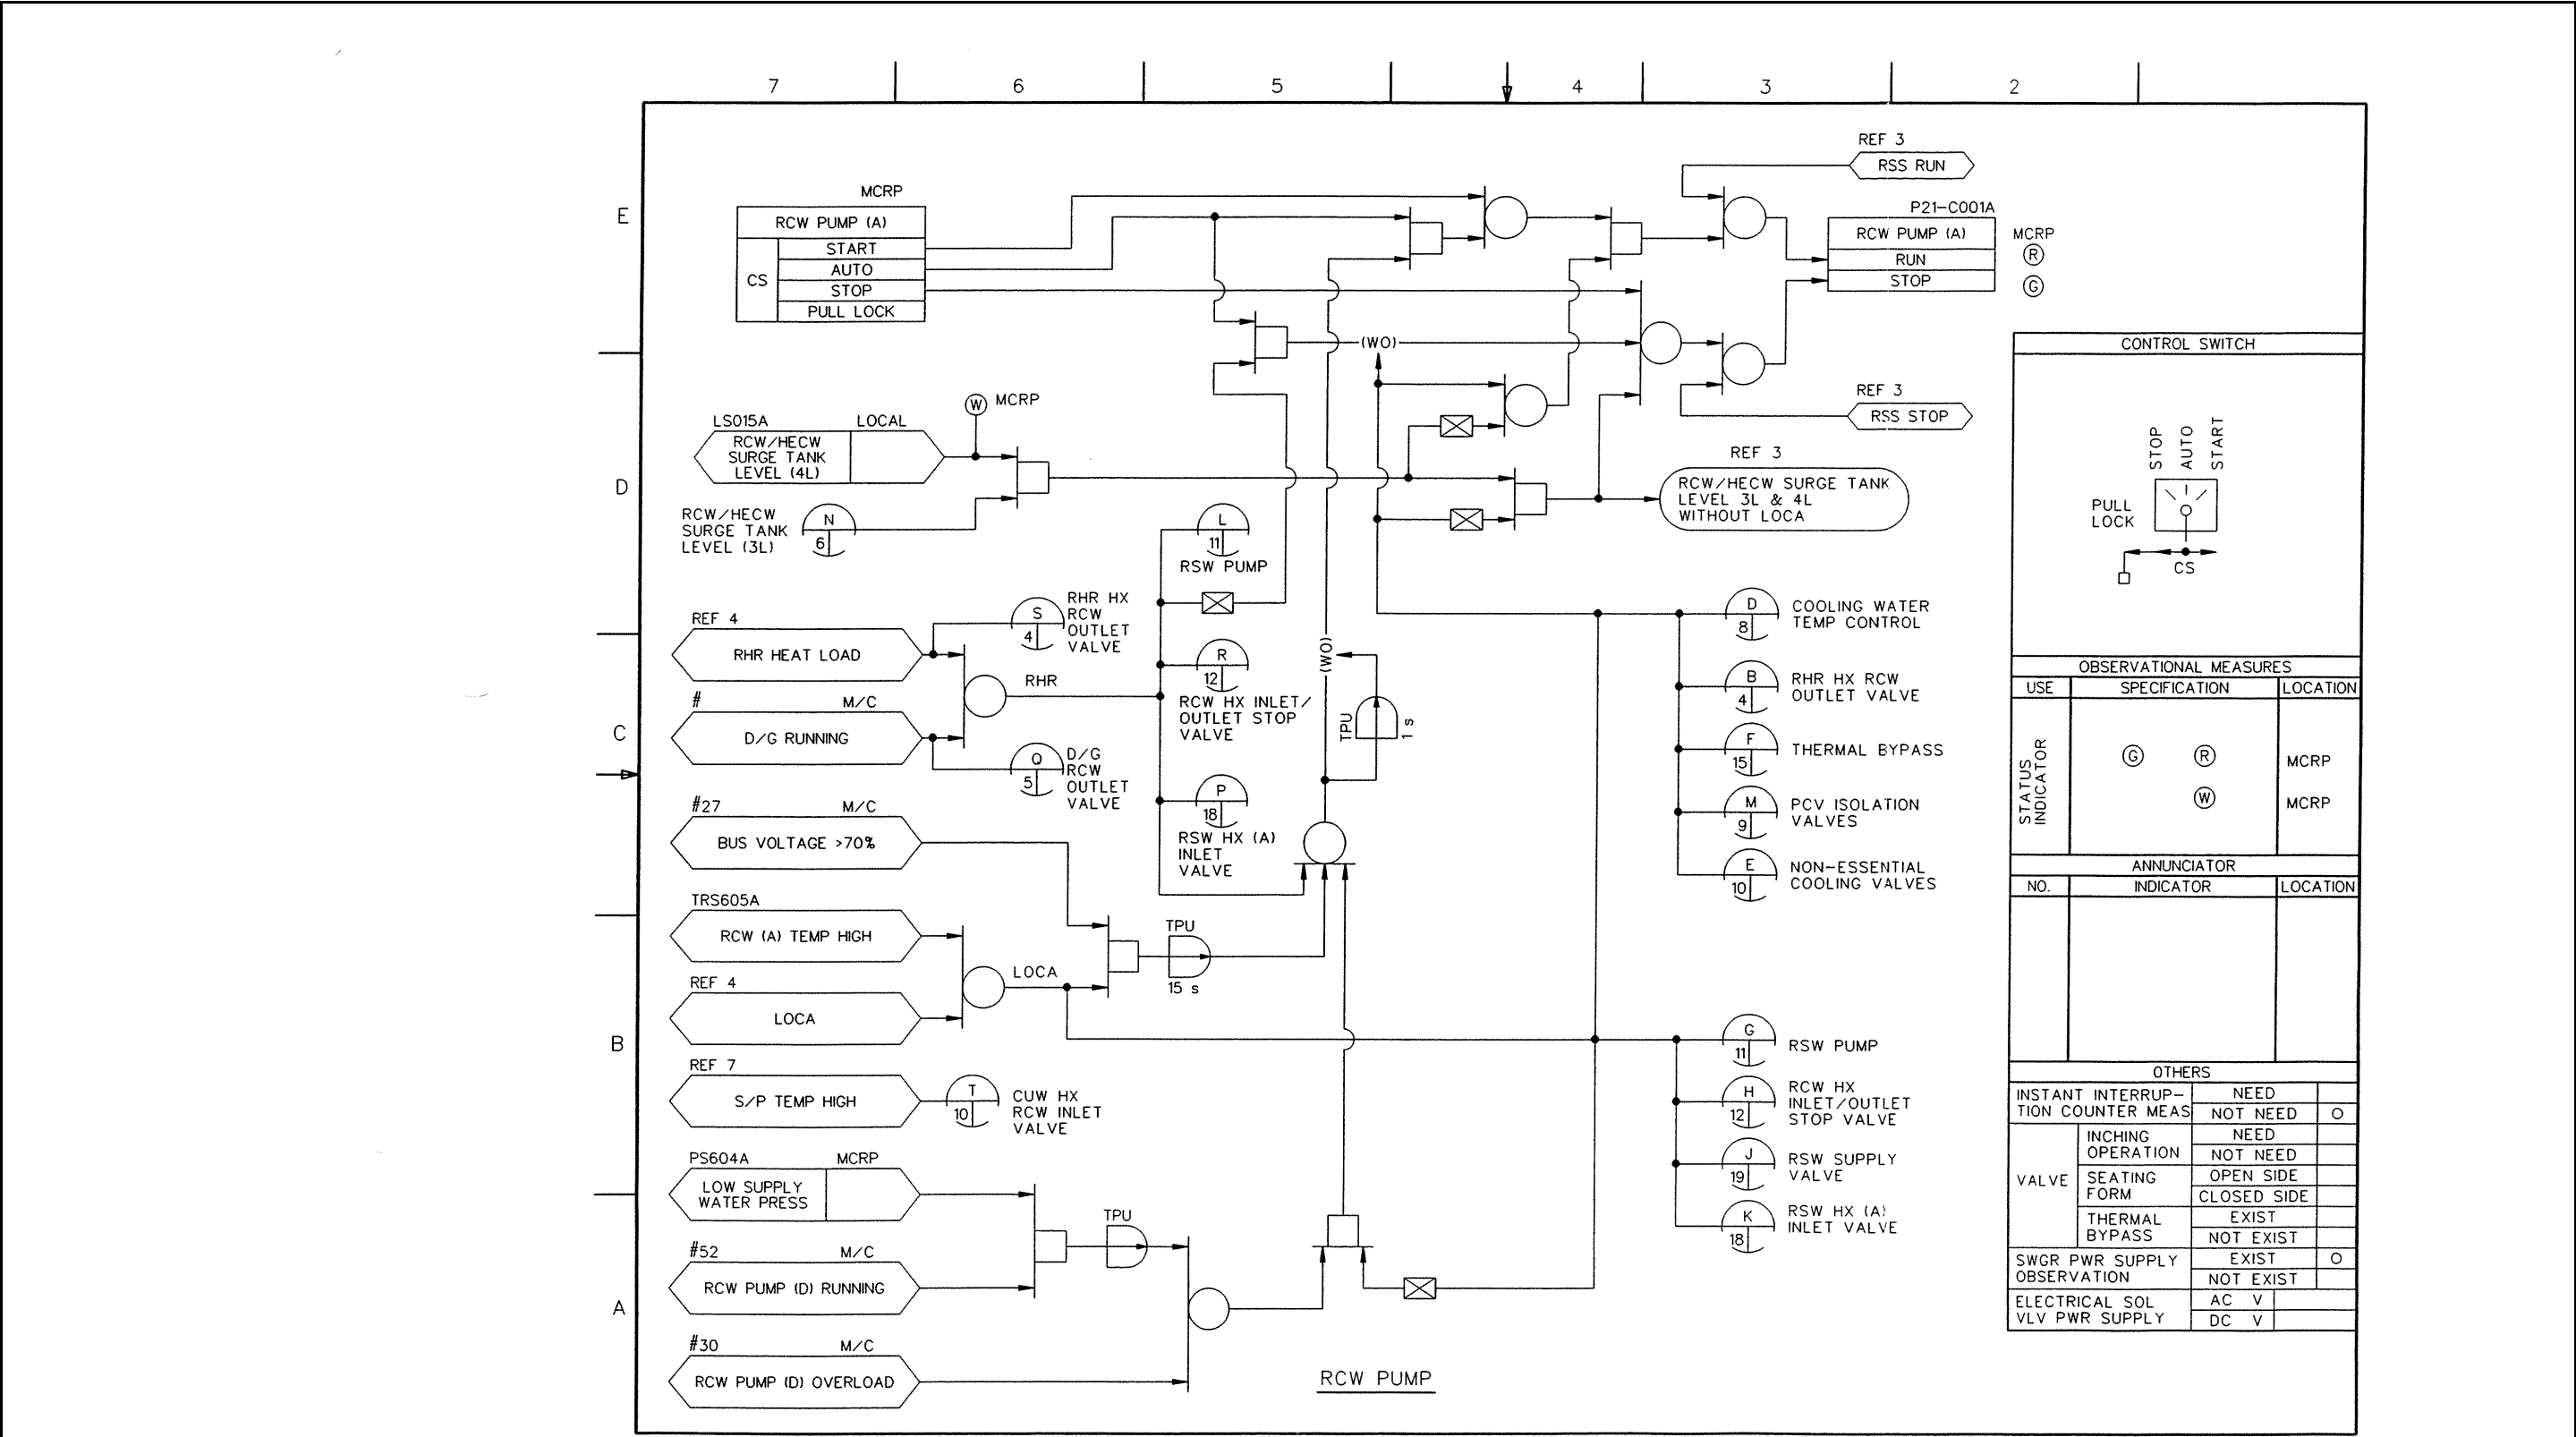 7
6
5
4
3
2
E
D
C
B
A
MCRP
RCW PUMP (A)
CS
START
AUTO
STOP
PULL LOCK
REF 3
RSS RUN
P21-C001A
RCW PUMP (A)
RUN
STOP
MCRP
R
G
(WO)
REF 3
RSS STOP
W
MCRP
LS015A
LOCAL
RCW/HECW
SURGE TANK
LEVEL (4L)
RCW/HECW
SURGE TANK
LEVEL (3L)
N
6
REF 3
RCW/HECW SURGE TANK
LEVEL 3L & 4L
WITHOUT LOCA
L
11
RSW PUMP
REF 4
RHR HEAT LOAD
S
4
RHR HX
RCW
OUTLET
VALVE
RHR
#
M/C
D/G RUNNING
Q
5
D/G
RCW
OUTLET
VALVE
R
12
RCW HX INLET/
OUTLET STOP
VALVE
P
18
RSW HX (A)
INLET
VALVE
(WO)
TPU
1 s
#27
M/C
BUS VOLTAGE >70%
TRS605A
RCW (A) TEMP HIGH
LOCA
REF 4
LOCA
TPU
15 s
REF 7
S/P TEMP HIGH
T
10
CUW HX
RCW INLET
VALVE
PS604A
MCRP
LOW SUPPLY
WATER PRESS
TPU
#52
M/C
RCW PUMP (D) RUNNING
#30
M/C
RCW PUMP (D) OVERLOAD
D
8
COOLING WATER
TEMP CONTROL
B
4
RHR HX RCW
OUTLET VALVE
F
15
THERMAL BYPASS
M
9
PCV ISOLATION
VALVES
E
10
NON-ESSENTIAL
COOLING VALVES
G
11
RSW PUMP
H
12
RCW HX
INLET/OUTLET
STOP VALVE
J
19
RSW SUPPLY
VALVE
K
18
RSW HX (A)
INLET VALVE
RCW PUMP
CONTROL SWITCH
STOP
AUTO
START
PULL
LOCK
CS
OBSERVATIONAL MEASURES
USE
SPECIFICATION
LOCATION
STATUS
INDICATOR
G
R
MCRP
W
MCRP
ANNUNCIATOR
NO.
INDICATOR
LOCATION
OTHERS
INSTANT INTERRUP-
TION COUNTER MEAS
NEED
NOT NEED
O
VALVE
INCHING
OPERATION
NEED
NOT NEED
SEATING
FORM
OPEN SIDE
CLOSED SIDE
THERMAL
BYPASS
EXIST
NOT EXIST
SWGR PWR SUPPLY
OBSERVATION
EXIST
O
NOT EXIST
ELECTRICAL SOL
VLV PWR SUPPLY
AC V
DC V